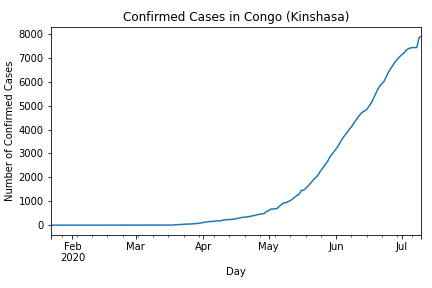 Confirmed Cases in Congo (Kinshasa)
8000
7000
6000
5000
4000
3000
2000
1000
0
Number of Confirmed Cases
Feb Mar Apr May Jun Jul
2020
Day